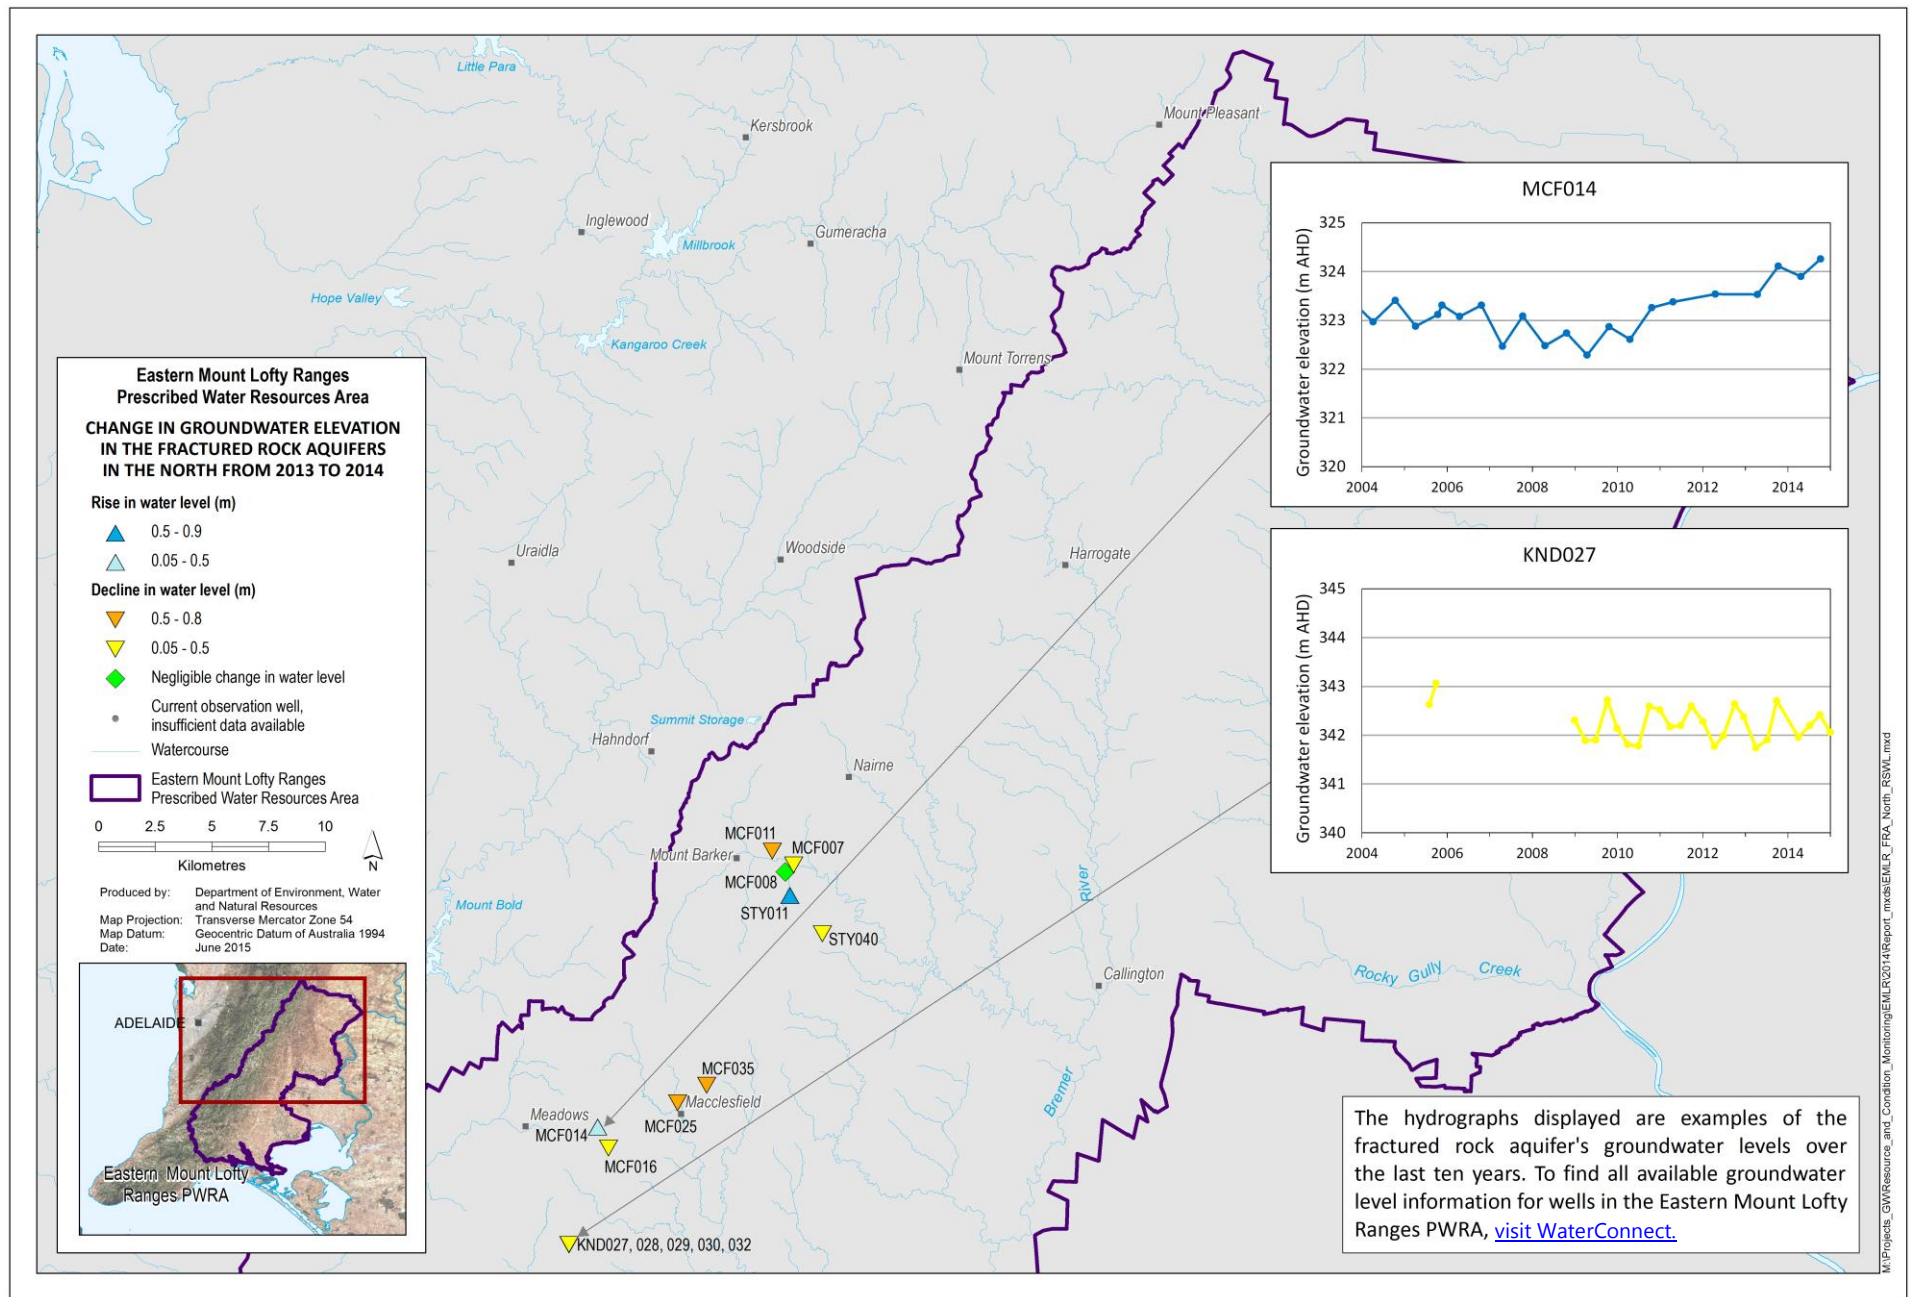 Little Para
Kersbrook
Mount Pleasant
Inglewood
Millbrook
Gumeracha
Hope Valley
Kangaroo Creek
Mount Torrens
Uraidla
Woodside
Harrogate
Summit Storage
Hahndorf
Nairne
MCF011
MCF007
Mount Barker
MCF008
STY011
STY040
Mount Bold
River
Callington
Rocky Gully Creek
Bremer
MCF035
Macclesfield
Meadows
MCF025
MCF014
MCF016
KND027, 028, 029, 030, 032
Eastern Mount Lofty Ranges
Prescribed Water Resources Area
CHANGE IN GROUNDWATER ELEVATION
IN THE FRACTURED ROCK AQUIFERS
IN THE NORTH FROM 2013 TO 2014
Rise in water level (m)
0.5 - 0.9
0.05 - 0.5
Decline in water level (m)
0.5 - 0.8
0.05 - 0.5
Negligible change in water level
Current observation well,
insufficient data available
Watercourse
Eastern Mount Lofty Ranges
Prescribed Water Resources Area
0 2.5 5 7.5 10
Kilometres
N
Produced by: Department of Environment, Water
and Natural Resources
Map Projection: Transverse Mercator Zone 54
Map Datum: Geocentric Datum of Australia 1994
Date: June 2015
ADELAIDE
Eastern Mount Lofty
Ranges PWRA
MCF014
Groundwater elevation (m AHD)
325
324
323
322
321
320
2004 2006 2008 2010 2012 2014
KND027
Groundwater elevation (m AHD)
345
344
343
342
341
340
2004 2006 2008 2010 2012 2014
The hydrographs displayed are examples of the
fractured rock aquifer's groundwater levels over
the last ten years. To find all available groundwater
level information for wells in the Eastern Mount Lofty
Ranges PWRA, visit WaterConnect.
M:\Projects_GW\Resource_and_Condition_Monitoring\EMLR\2014\Report_mxds\EMLR_FRA_North_RSWL.mxd